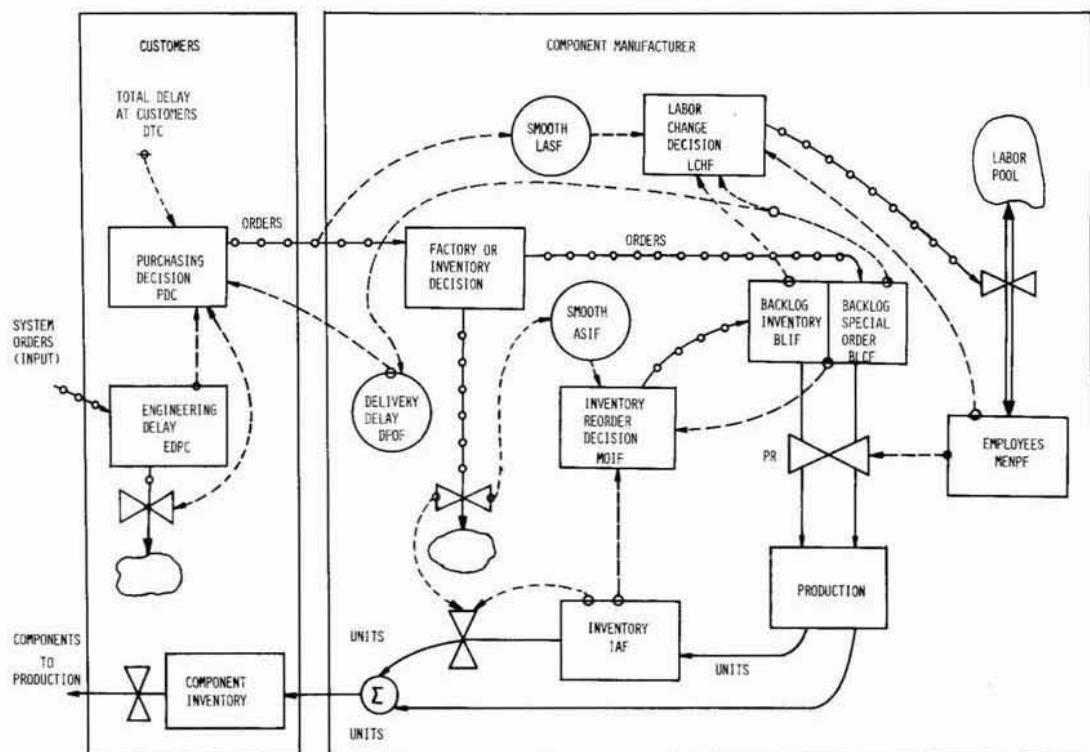 CUSTOMERS
TOTAL DELAY
AT CUSTOMERS
DTC
PURCHASING
DECISION
PDC
SYSTEM
ORDERS
(INPUT)
ENGINEERING
DELAY
EDPC
COMPONENTS
TO
PRODUCTION
COMPONENT
INVENTORY
COMPONENT MANUFACTURER
ORDERS
SMOOTH
LASF
LABOR
CHANGE
DECISION
LCHF
LABOR
POOL
FACTORY OR
INVENTORY
DECISION
ORDERS
SMOOTH
ASIF
BACKLOG
INVENTORY
BLIF
BACKLOG
SPECIAL
ORDER
BLCF
DELIVERY
DELAY
DPOF
INVENTORY
REORDER
DECISION
MOIF
PR
EMPLOYEES
MENPF
PRODUCTION
INVENTORY
IAF
UNITS
UNITS
Σ
UNITS